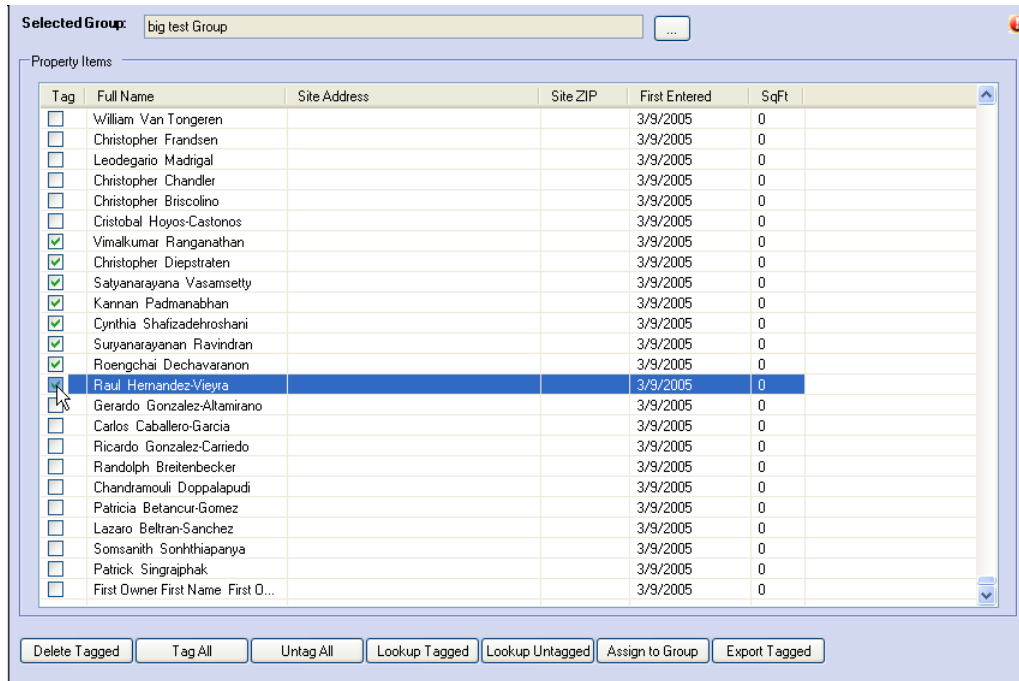 Selected Group: big test Group ...
Property Items
Tag Full Name Site Address Site ZIP First Entered SqFt
William Van Tongeren 3/9/2005 0
Christopher Frandsen 3/9/2005 0
Leodegario Madrigal 3/9/2005 0
Christopher Chandler 3/9/2005 0
Christopher Briscolino 3/9/2005 0
Cristobal Hoyos-Castonos 3/9/2005 0
Vimalkumar Ranganathan 3/9/2005 0
Christopher Diepstraten 3/9/2005 0
Satyanarayana Vasamsetty 3/9/2005 0
Kannan Padmanabhan 3/9/2005 0
Cynthia Shafizadehroshani 3/9/2005 0
Suryanarayanan Ravindran 3/9/2005 0
Roengchai Dechavaranon 3/9/2005 0
Raul Hernandez-Vieyra 3/9/2005 0
Gerardo Gonzalez-Altamirano 3/9/2005 0
Carlos Caballero-Garcia 3/9/2005 0
Ricardo Gonzalez-Carriedo 3/9/2005 0
Randolph Breitenbecker 3/9/2005 0
Chandramouli Doppalapudi 3/9/2005 0
Patricia Betancur-Gomez 3/9/2005 0
Lazaro Beltran-Sanchez 3/9/2005 0
Somsanith Sonhthiapanya 3/9/2005 0
Patrick Singrajphak 3/9/2005 0
First Owner First Name First O... 3/9/2005 0
Delete Tagged Tag All Untag All Lookup Tagged Lookup Untagged Assign to Group Export Tagged